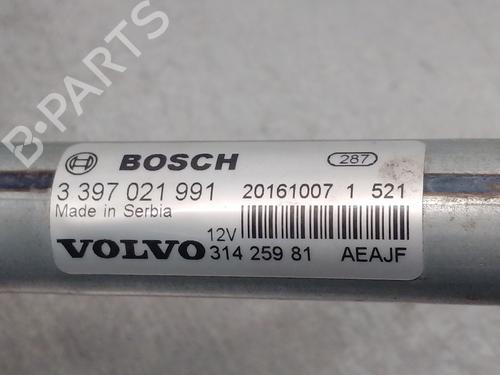 BOSCH 287
3 397 021 991 20161007 1 521
Made in Serbia
VOLVO 12V
314 259 81 AEAJF
B-PARTS